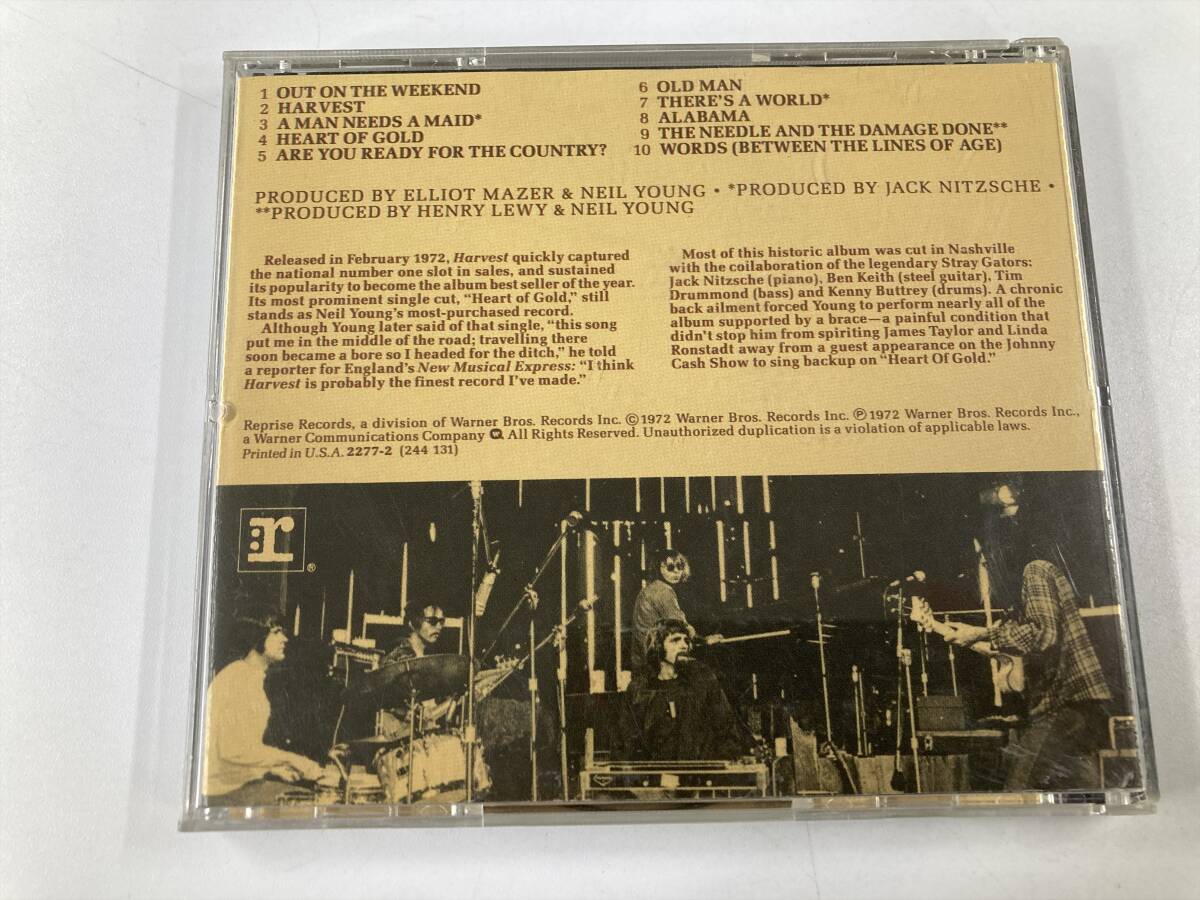 1 OUT ON THE WEEKEND
2 HARVEST
3 A MAN NEEDS A MAID*
4 HEART OF GOLD
5 ARE YOU READY FOR THE COUNTRY?
6 OLD MAN
7 THERE'S A WORLD*
8 ALABAMA
9 THE NEEDLE AND THE DAMAGE DONE**
10 WORDS (BETWEEN THE LINES OF AGE)
PRODUCED BY ELLIOT MAZER & NEIL YOUNG • *PRODUCED BY JACK NITZSCHE •
**PRODUCED BY HENRY LEWY & NEIL YOUNG
Released in February 1972, Harvest quickly captured
the national number one slot in sales, and sustained
its popularity to become the album best seller of the year.
Its most prominent single cut, "Heart of Gold," still
stands as Neil Young's most-purchased record.
Although Young later said of that single, "this song
put me in the middle of the road; travelling there
soon became a bore so I headed for the ditch," he told
a reporter for England's New Musical Express: "I think
Harvest is probably the finest record I've made."
Most of this historic album was cut in Nashville
with the coilaboration of the legendary Stray Gators:
Jack Nitzsche (piano), Ben Keith (steel guitar), Tim
Drummond (bass) and Kenny Buttrey (drums). A chronic
back ailment forced Young to perform nearly all of the
album supported by a brace—a painful condition that
didn't stop him from spiriting James Taylor and Linda
Ronstadt away from a guest appearance on the Johnny
Cash Show to sing backup on "Heart Of Gold."
Reprise Records, a division of Warner Bros. Records Inc. ©1972 Warner Bros. Records Inc. ℗1972 Warner Bros. Records Inc.,
a Warner Communications Company. All Rights Reserved. Unauthorized duplication is a violation of applicable laws.
Printed in U.S.A. 2277-2 (244 131)
:r ®